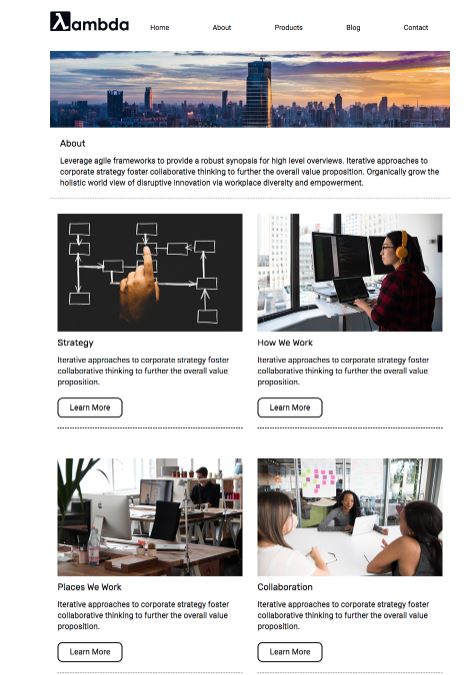 λambda
Home About Products Blog Contact
About
Leverage agile frameworks to provide a robust synopsis for high level overviews. Iterative approaches to
corporate strategy foster collaborative thinking to further the overall value proposition. Organically grow the
holistic world view of disruptive innovation via workplace diversity and empowerment.
Strategy
Iterative approaches to corporate strategy foster
collaborative thinking to further the overall value
proposition.
Learn More
How We Work
Iterative approaches to corporate strategy foster
collaborative thinking to further the overall value
proposition.
Learn More
Places We Work
Iterative approaches to corporate strategy foster
collaborative thinking to further the overall value
proposition.
Learn More
Collaboration
Iterative approaches to corporate strategy foster
collaborative thinking to further the overall value
proposition.
Learn More